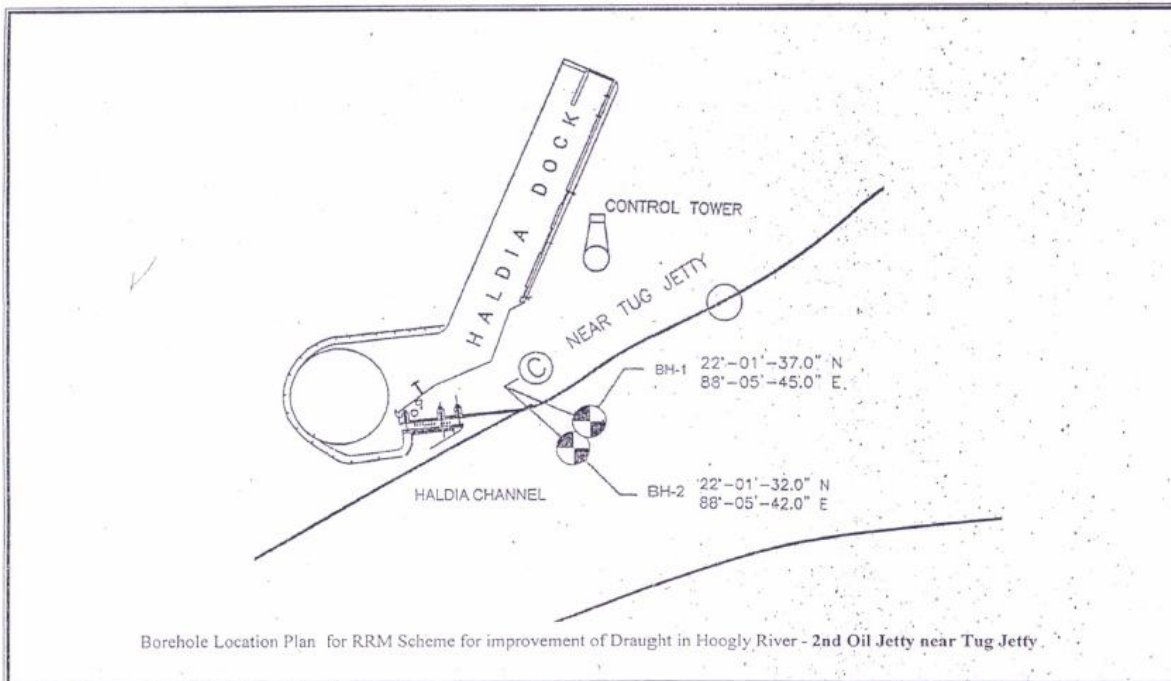 HALDIA DOCK
CONTROL TOWER
NEAR TUG JETTY
C
BH-1 22°-01'-37.0" N
88°-05'-45.0" E
BH-2 22°-01'-32.0" N
88°-05'-42.0" E
HALDIA CHANNEL
Borehole Location Plan for RRM Scheme for improvement of Draught in Hoogly River - 2nd Oil Jetty near Tug Jetty